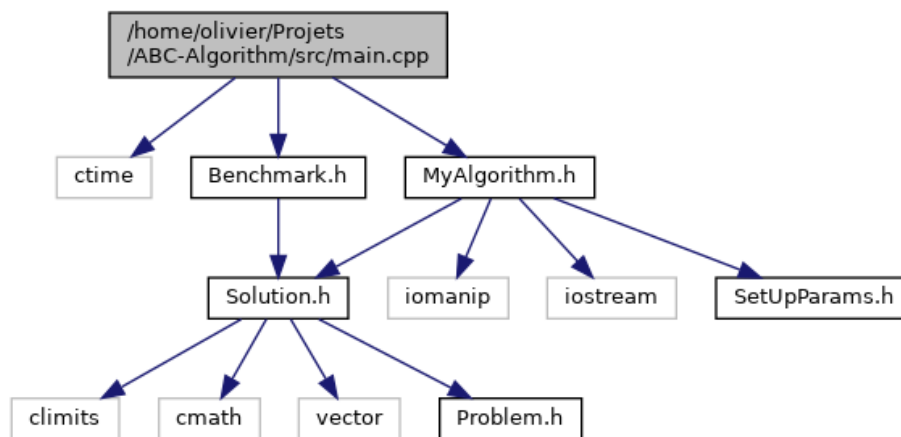 /home/olivier/Projets
/ABC-Algorithm/src/main.cpp
ctime
Benchmark.h
MyAlgorithm.h
Solution.h
iomanip
iostream
SetUpParams.h
climits
cmath
vector
Problem.h